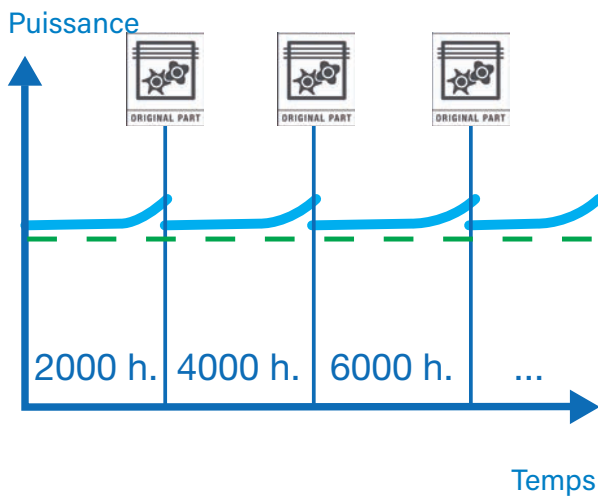 Puissance
ORIGINAL PART
ORIGINAL PART
ORIGINAL PART
2000 h.
4000 h.
6000 h.
...
Temps